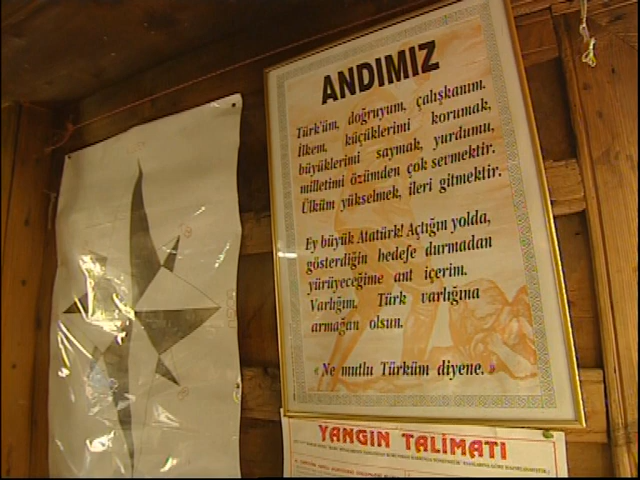 ANDIMIZ
Türk'üm, doğruyum, çalışkanım.
İlkem, küçüklerimi korumak,
büyüklerimi saymak, yurdumu,
milletimi özümden çok sevmektir.
Ülküm yükselmek, ileri gitmektir.
Ey büyük Atatürk! Açtığın yolda,
gösterdiğin hedefe durmadan
yürüyeceğime ant içerim.
Varlığım, Türk varlığına
armağan olsun.
« Ne mutlu Türküm diyene. »
YANGIN TALİMATI